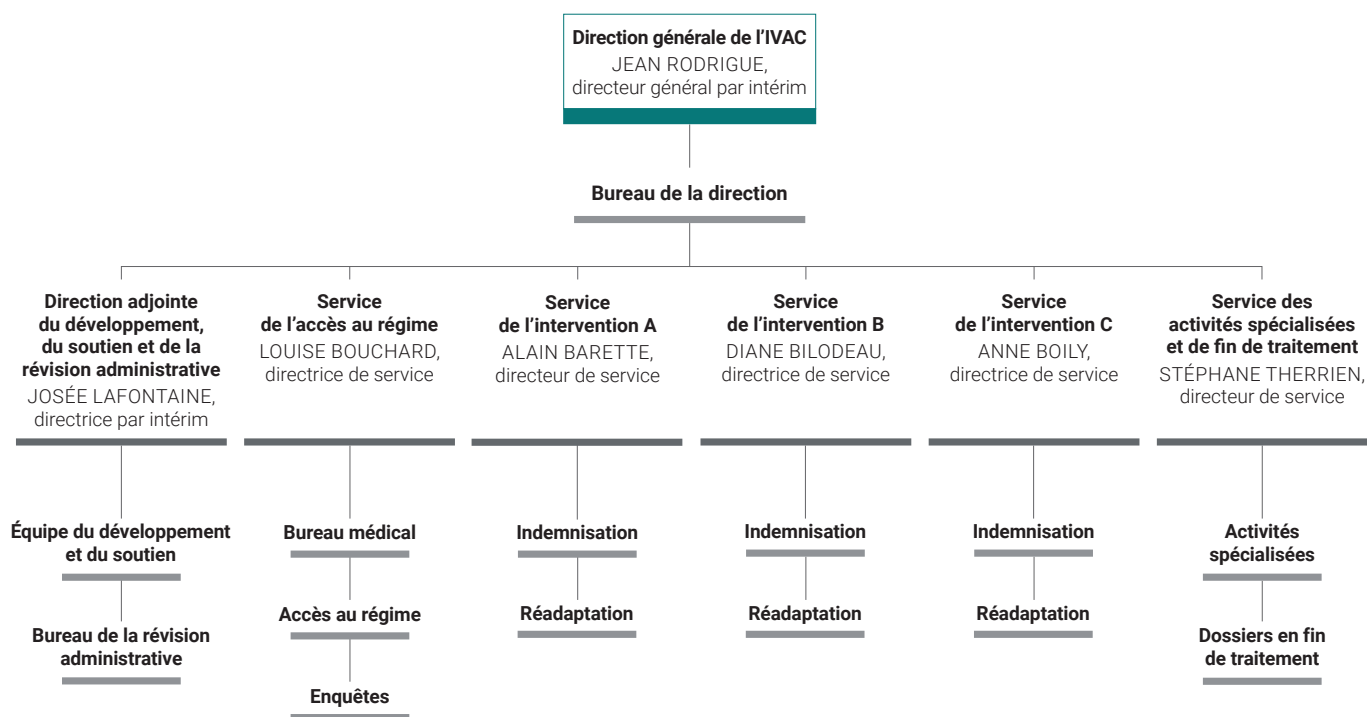 Direction générale de l’IVAC
JEAN RODRIGUE,
directeur général par intérim
Bureau de la direction
Direction adjointe
du développement,
du soutien et de la
révision administrative
JOSÉE LAFONTAINE,
directrice par intérim
Équipe du développement
et du soutien
Bureau de la révision
administrative
Service
de l’accès au régime
LOUISE BOUCHARD,
directrice de service
Bureau médical
Accès au régime
Enquêtes
Service
de l’intervention A
ALAIN BARETTE,
directeur de service
Indemnisation
Réadaptation
Service
de l’intervention B
DIANE BILODEAU,
directrice de service
Indemnisation
Réadaptation
Service
de l’intervention C
ANNE BOILY,
directrice de service
Indemnisation
Réadaptation
Service des
activités spécialisées
et de fin de traitement
STÉPHANE THERRIEN,
directeur de service
Activités
spécialisées
Dossiers en fin
de traitement